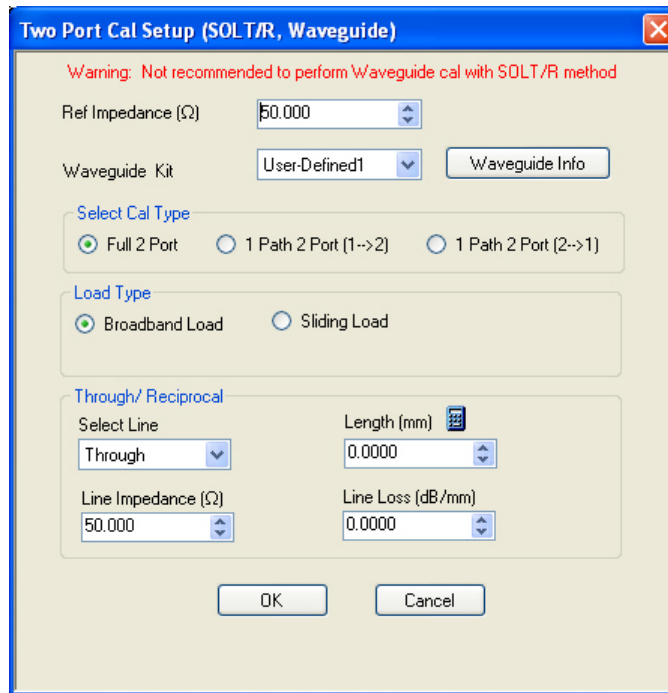 Two Port Cal Setup (SOLT/R, Waveguide)
Warning: Not recommended to perform Waveguide cal with SOLT/R method
Ref Impedance (Ω) 50.000
Waveguide Kit User-Defined1 Waveguide Info
Select Cal Type
Full 2 Port 1 Path 2 Port (1-->2) 1 Path 2 Port (2-->1)
Load Type
Broadband Load Sliding Load
Through/ Reciprocal
Select Line Length (mm)
Through 0.0000
Line Impedance (Ω) Line Loss (dB/mm)
50.000 0.0000
OK Cancel